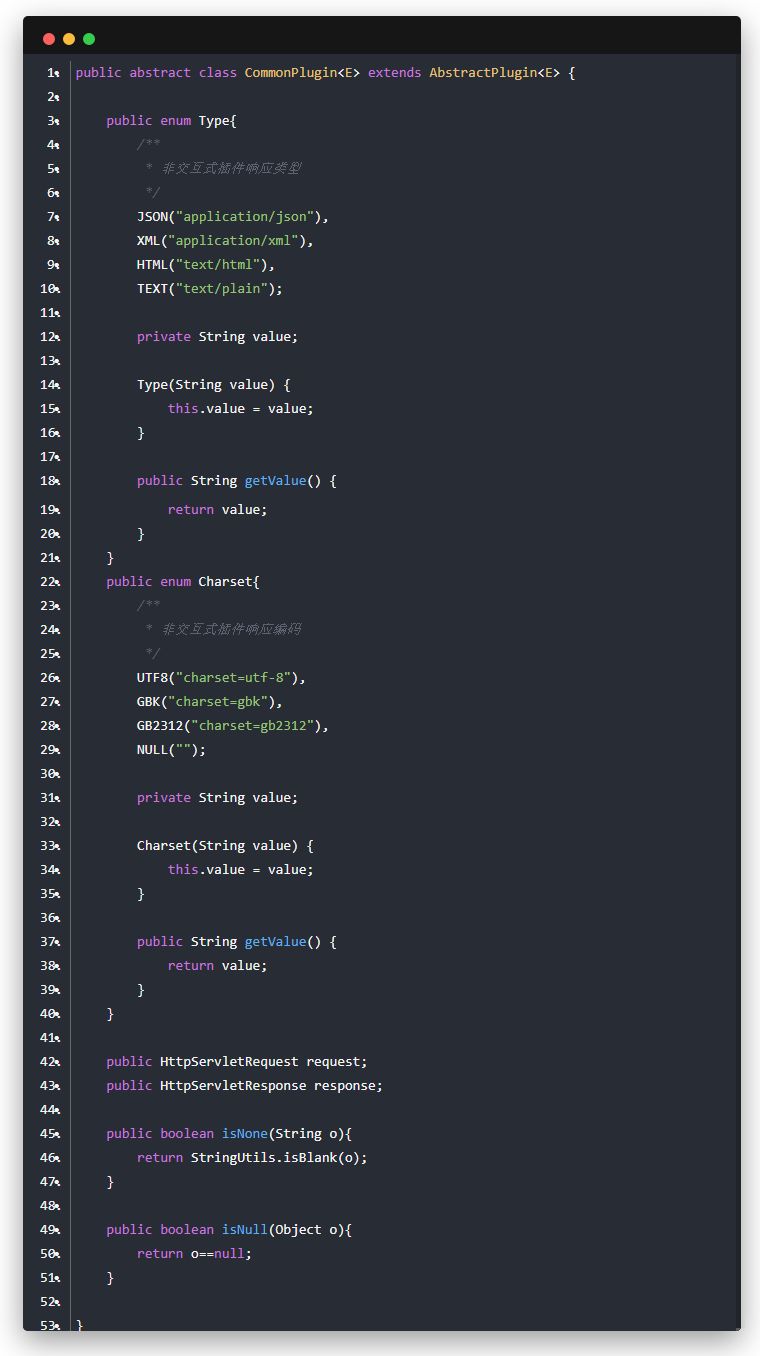 1 public abstract class CommonPlugin<E> extends AbstractPlugin<E> {
2
3     public enum Type{
4         /**
5          * 非交互式插件响应类型
6          */
7         JSON("application/json"),
8         XML("application/xml"),
9         HTML("text/html"),
10         TEXT("text/plain");
11
12         private String value;
13
14         Type(String value) {
15             this.value = value;
16         }
17
18         public String getValue() {
19             return value;
20         }
21     }
22     public enum Charset{
23         /**
24          * 非交互式插件响应编码
25          */
26         UTF8("charset=utf-8"),
27         GBK("charset=gbk"),
28         GB2312("charset=gb2312"),
29         NULL("");
30
31         private String value;
32
33         Charset(String value) {
34             this.value = value;
35         }
36
37         public String getValue() {
38             return value;
39         }
40     }
41
42     public HttpServletRequest request;
43     public HttpServletResponse response;
44
45     public boolean isNone(String o){
46         return StringUtils.isBlank(o);
47     }
48
49     public boolean isNull(Object o){
50         return o==null;
51     }
52
53 }